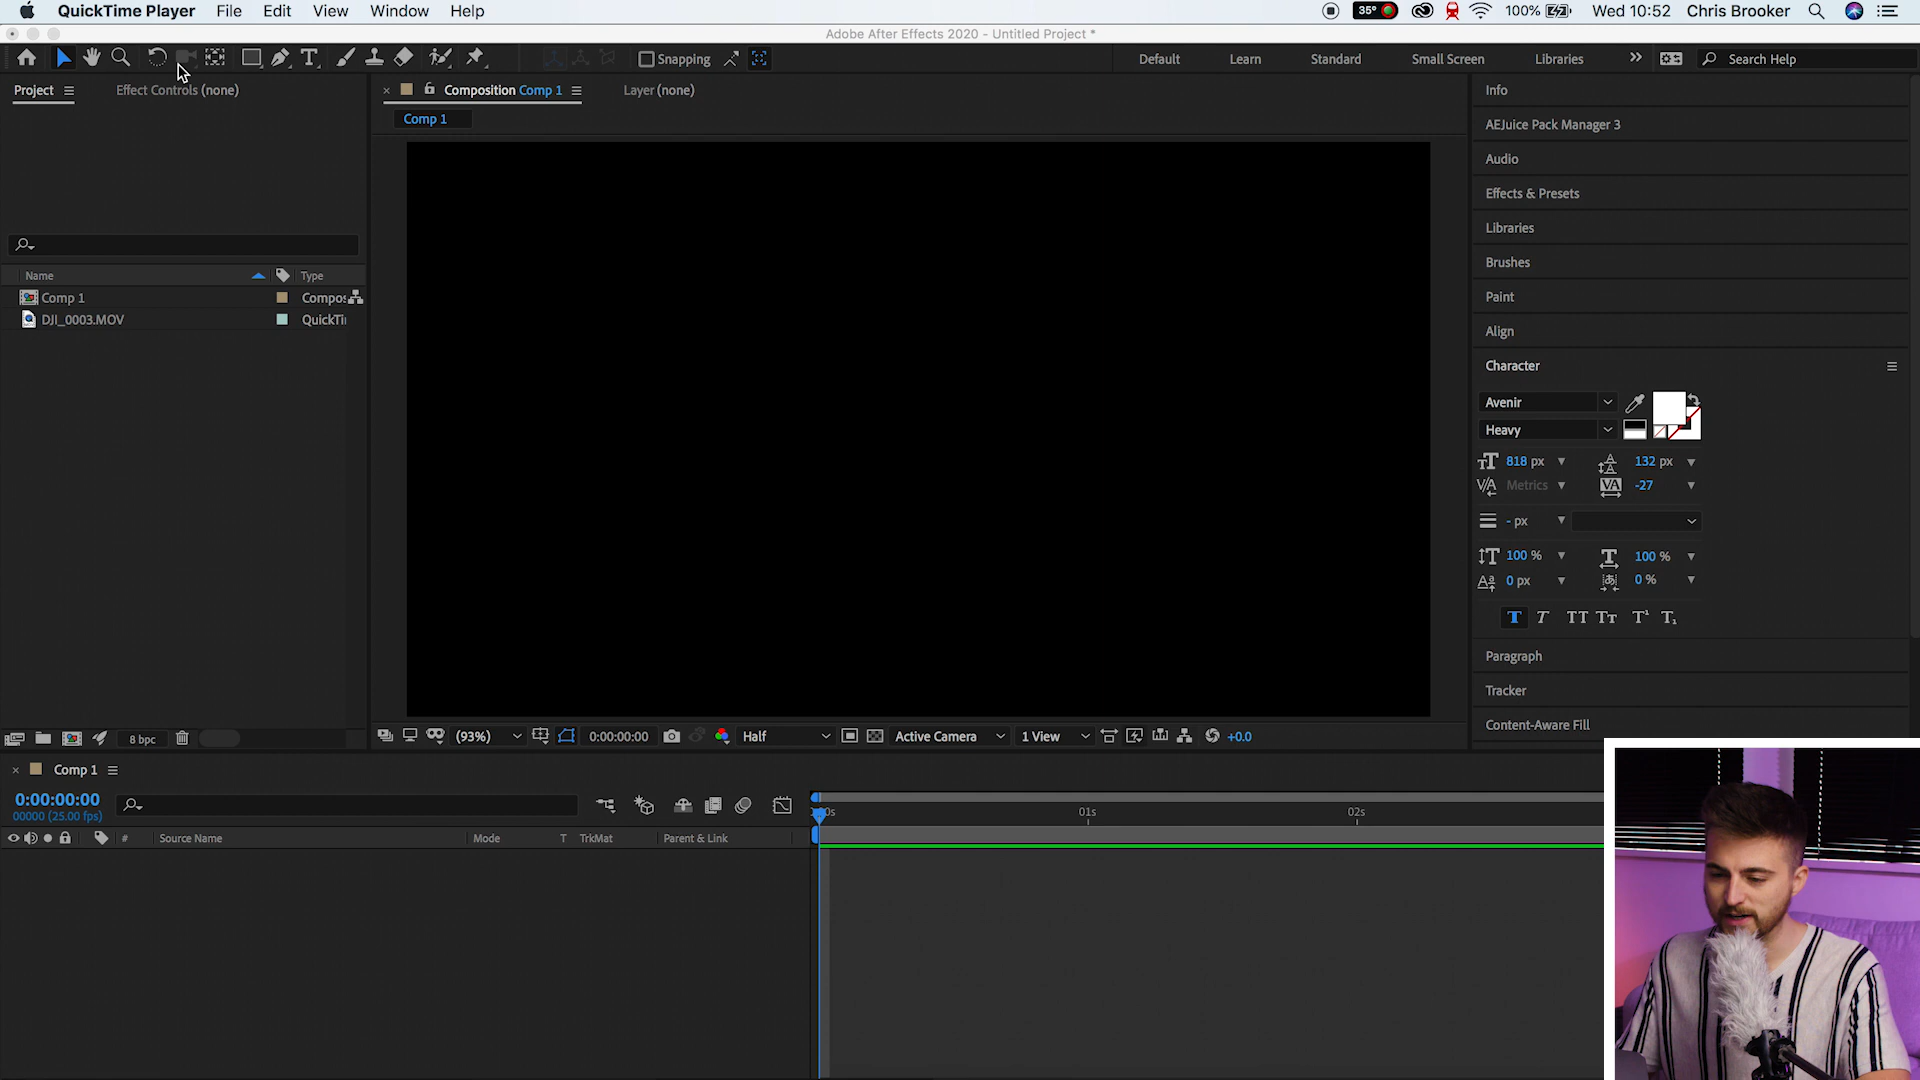 QuickTime Player File Edit View Window Help
35° 100% Wed 10:52 Chris Brooker
Adobe After Effects 2020 - Untitled Project *
Snapping Default Learn Standard Small Screen Libraries Search Help
Project Effect Controls (none)
Composition Comp 1 Layer (none)
Comp 1
Name Type
Comp 1 Compos
DJI_0003.MOV QuickTi
8 bpc
(93%) 0:00:00:00 Half Active Camera 1 View +0.0
Info
AEJuice Pack Manager 3
Audio
Effects & Presets
Libraries
Brushes
Paint
Align
Character
Avenir
Heavy
818 px 132 px
Metrics -27
- px
100 % 100 %
0 px 0 %
Paragraph
Tracker
Content-Aware Fill
Comp 1
0:00:00:00
00000 (25.00 fps)
# Source Name Mode T TrkMat Parent & Link
0s 01s 02s